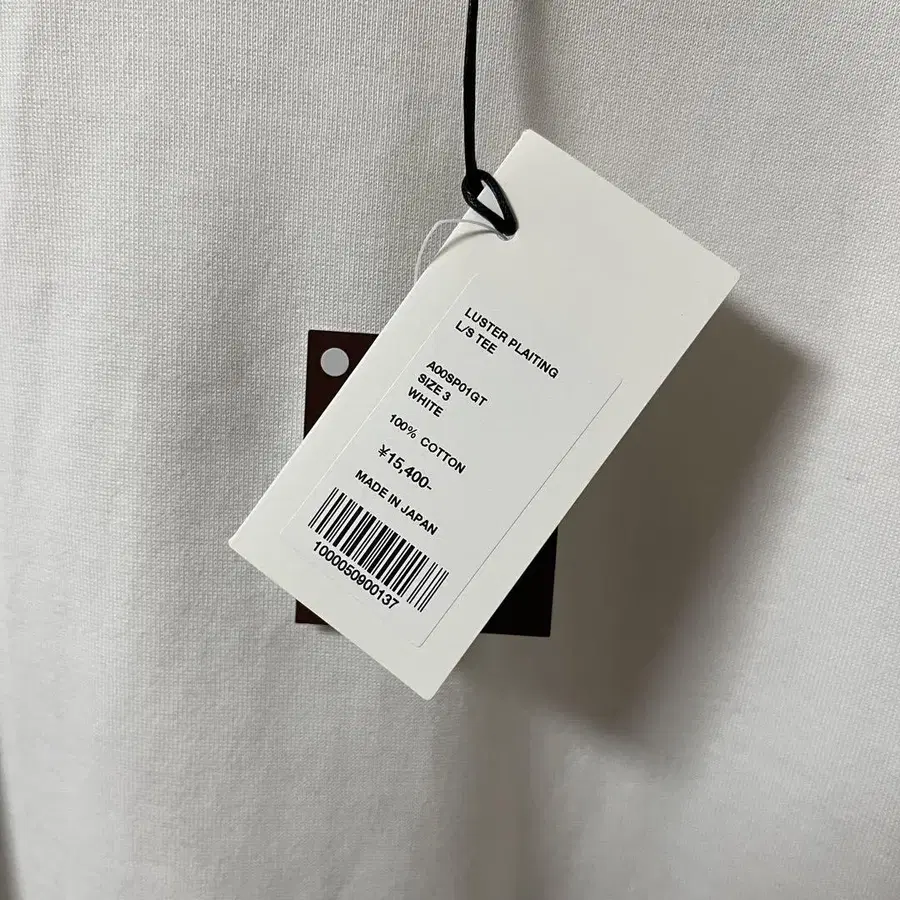 LUSTER PLAITING
L/S TEE
A00SP01GT
SIZE 3
WHITE
100% COTTON
¥15,400-
MADE IN JAPAN
1000050900137